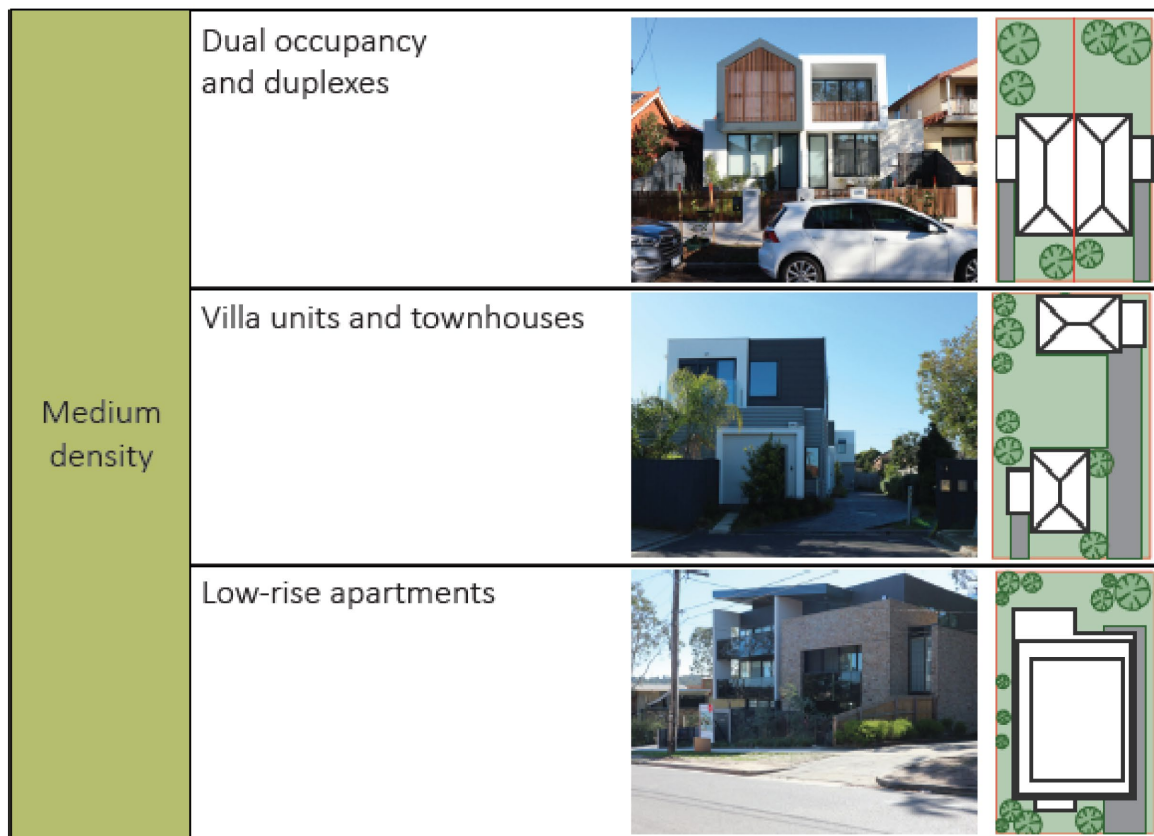 Medium
density
Dual occupancy
and duplexes
Villa units and townhouses
Low-rise apartments